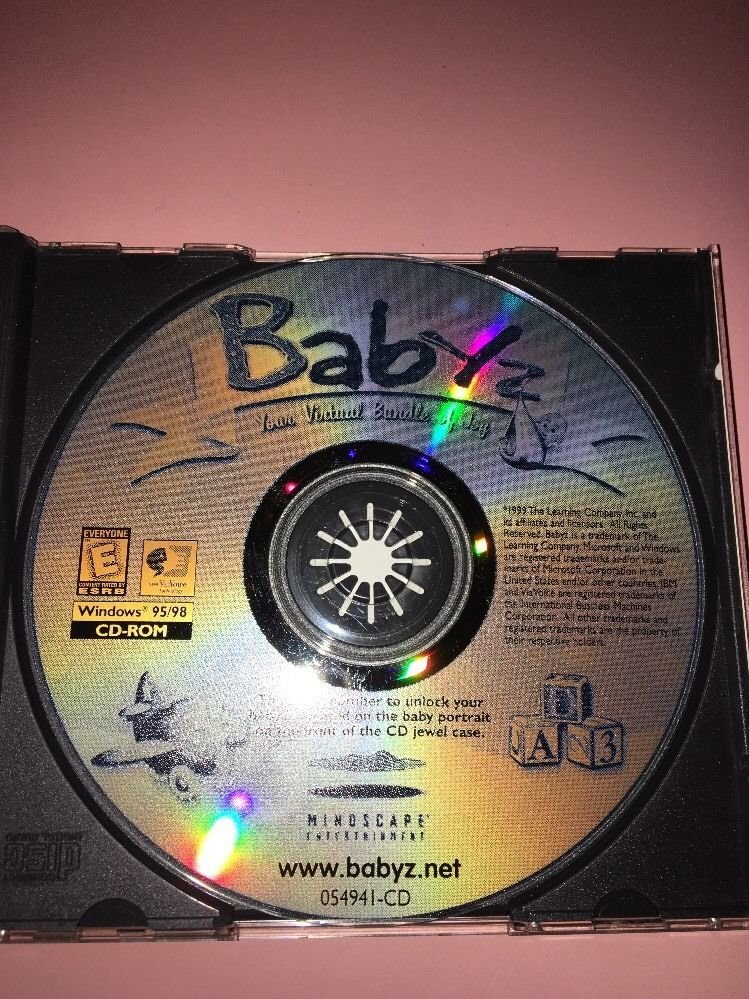 Babyz
Your Virtual Bundle of Joy
©1999 The Learning Company, Inc. and
its affiliates and licensors. All Rights
Reserved. Babyz is a trademark of The
Learning Company. Microsoft and Windows
are registered trademarks and/or trade-
marks of Microsoft Corporation in the
United States and/or other countries. IBM
and ViaVoice are registered trademarks of
the International Business Machines
Corporation. All other trademarks and
registered trademarks are the property of
their respective holders.
EVERYONE
E
CONTENT RATED BY
ESRB
ViaVoice
Windows® 95/98
CD-ROM
number to unlock your
on the baby portrait
on the front of the CD jewel case.
B
A 3
MINDSCAPE
ENTERTAINMENT
www.babyz.net
054941-CD